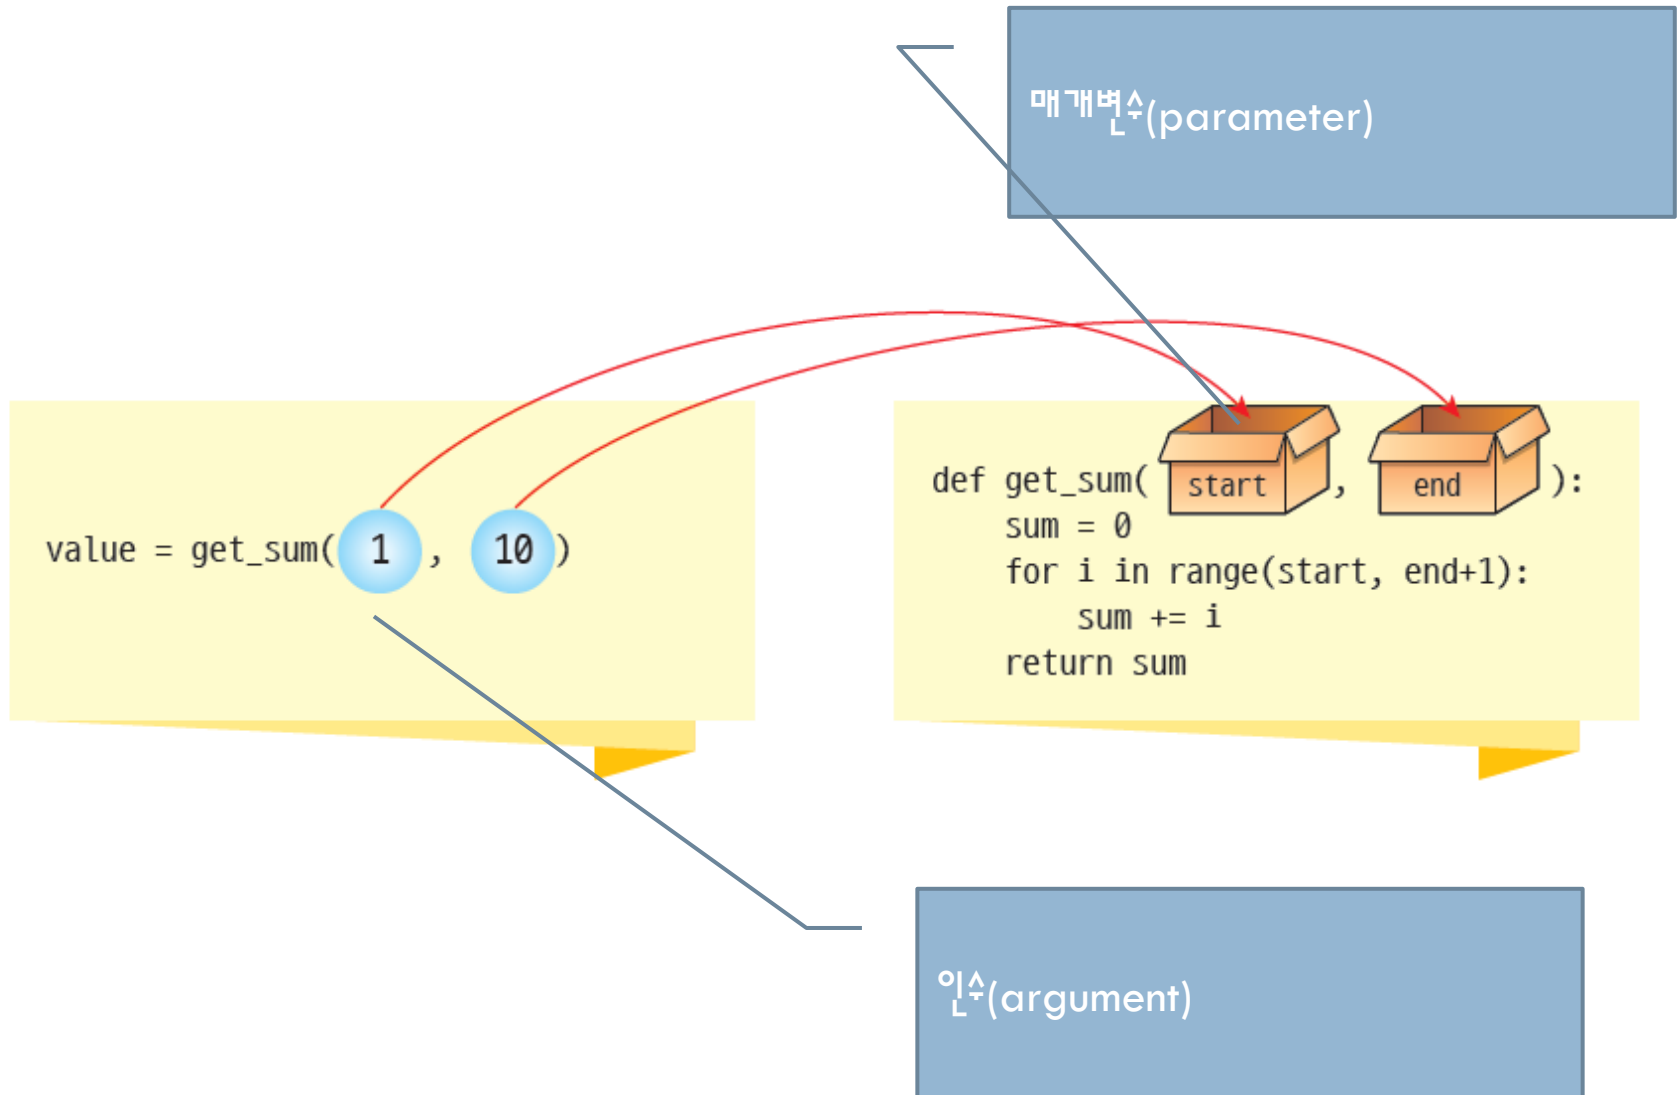 매개변수(parameter)
value = get_sum( 1 , 10 )
def get_sum( start , end ):
    sum = 0
    for i in range(start, end+1):
        sum += i
    return sum
인수(argument)